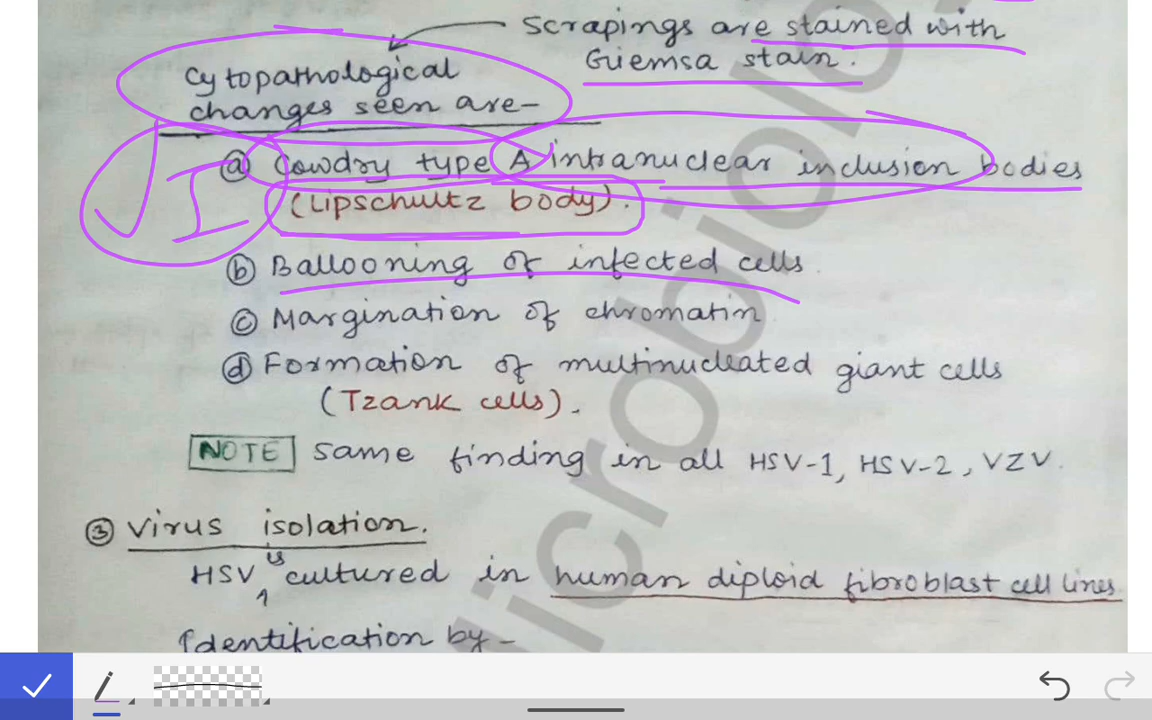 Scrapings are stained with
Giemsa stain.
Cytopathological
changes seen are-
ⓐ Cowdry type A intranuclear inclusion bodies
(Lipschultz body).
ⓑ Ballooning of infected cells
ⓒ Margination of chromatin
ⓓ Formation of multinucleated giant cells
(Tzank cells).
NOTE same finding in all HSV-1, HSV-2, VZV.
③ Virus isolation.
HSV is cultured in human diploid fibroblast cell lines
Identification by-